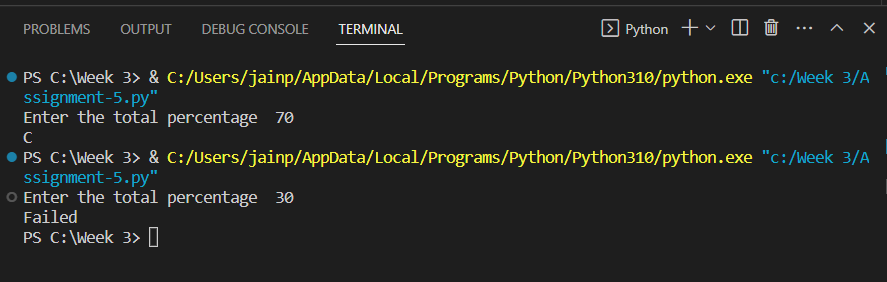 PROBLEMS OUTPUT DEBUG CONSOLE TERMINAL Python
PS C:\Week 3> & C:/Users/jainp/AppData/Local/Programs/Python/Python310/python.exe "c:/Week 3/A
ssignment-5.py"
Enter the total percentage  70
C
PS C:\Week 3> & C:/Users/jainp/AppData/Local/Programs/Python/Python310/python.exe "c:/Week 3/A
ssignment-5.py"
Enter the total percentage  30
Failed
PS C:\Week 3>